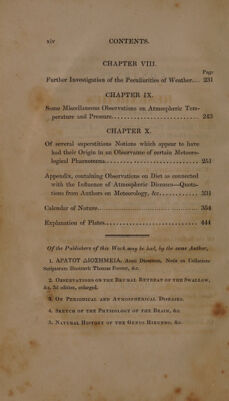 xiv CONTENTS.
CHAPTER VIII.
Page
Further Investigation of the Peculiarities of Weather... 231
CHAPTER IX.
Some Miscellaneous Observations on Atmospheric Tem-
perature and Pressure........................ 243
CHAPTER X.
Of several superstitious Notions which appear to have
had their Origin in an Observance of certain Meteoro-
logical Phaenomena........................ 251
Appendix, containing Observations on Diet as connected
with the Influence of Atmospheric Diseases—Quota-
tions from Authors on Meteorology, &c........ 331
Calendar of Nature........................ 354
Explanation of Plates........................ 444
Of the Publishers of this Work may be had, by the same Author,
1. ΑΡΑΤΟΥ ΔΙΟΣΗΜΕΙΑ. Arati Diosemea. Notis et Collatione
Scriptorum illustravit Thomas Forster, &c.
2. OBSERVATIONS ON THE BRUMAL RETREAT OF THE SWALLOW,
&c. 3d edition, enlarged.
3. ON PERIODICAL AND ATMOSPHERICAL DISEASES.
4. SKETCH OF THE PHYSIOLOGY OF THE BRAIN, &c.
5. NATURAL HISTORY OF THE GENUS HIRUNDO, &c.